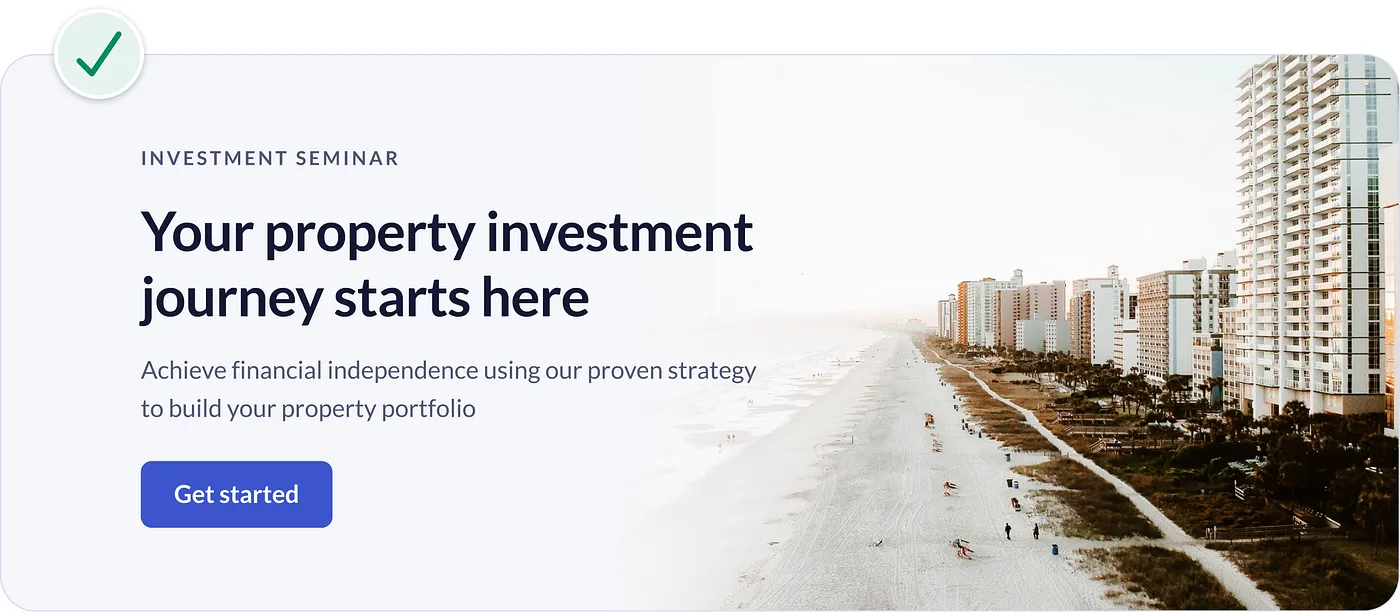 INVESTMENT SEMINAR
Your property investment
journey starts here
Achieve financial independence using our proven strategy
to build your property portfolio
Get started